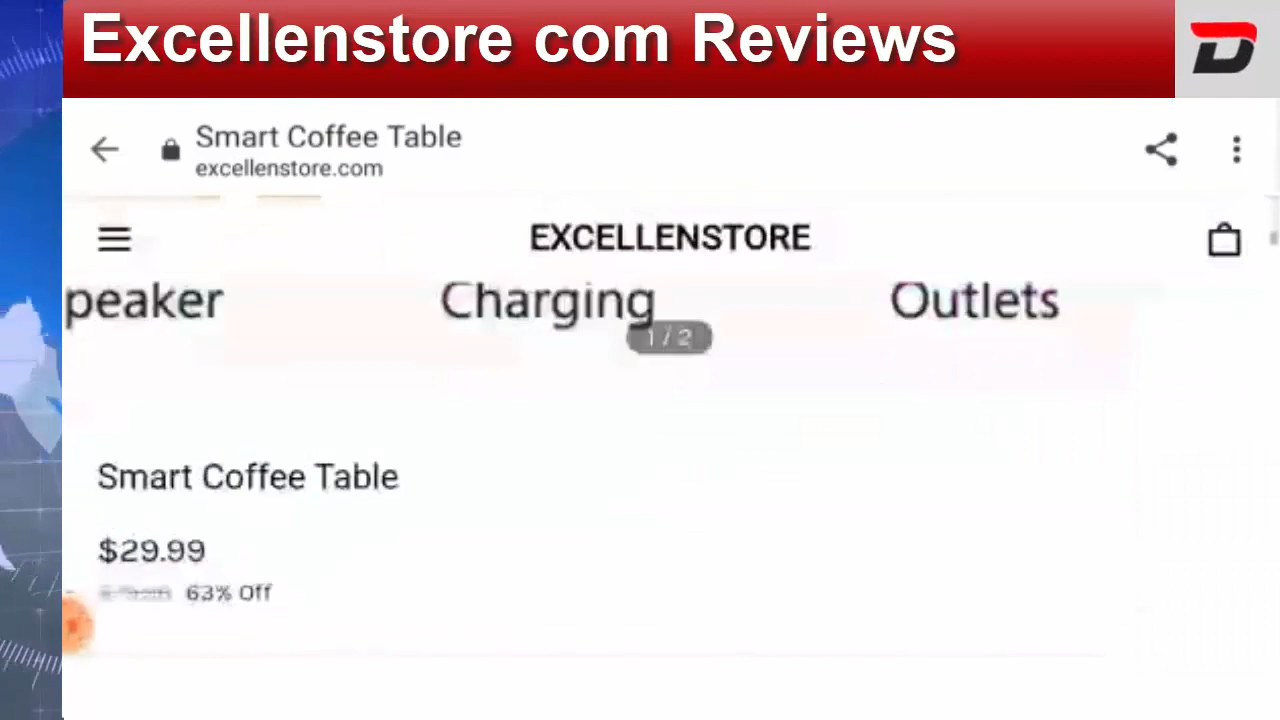 Excellenstore com Reviews
Smart Coffee Table
excellenstore.com
EXCELLENSTORE
peaker Charging Outlets
1 / 2
Smart Coffee Table
$29.99
63% Off